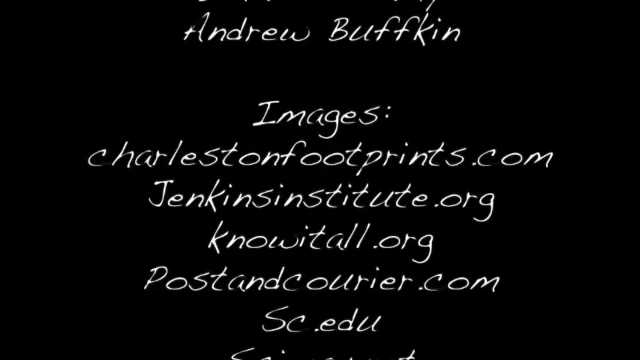 Andrew Buffkin
Images:
charlestonfootprints.com
Jenkinsinstitute.org
knowitall.org
Postandcourier.com
Sc.edu